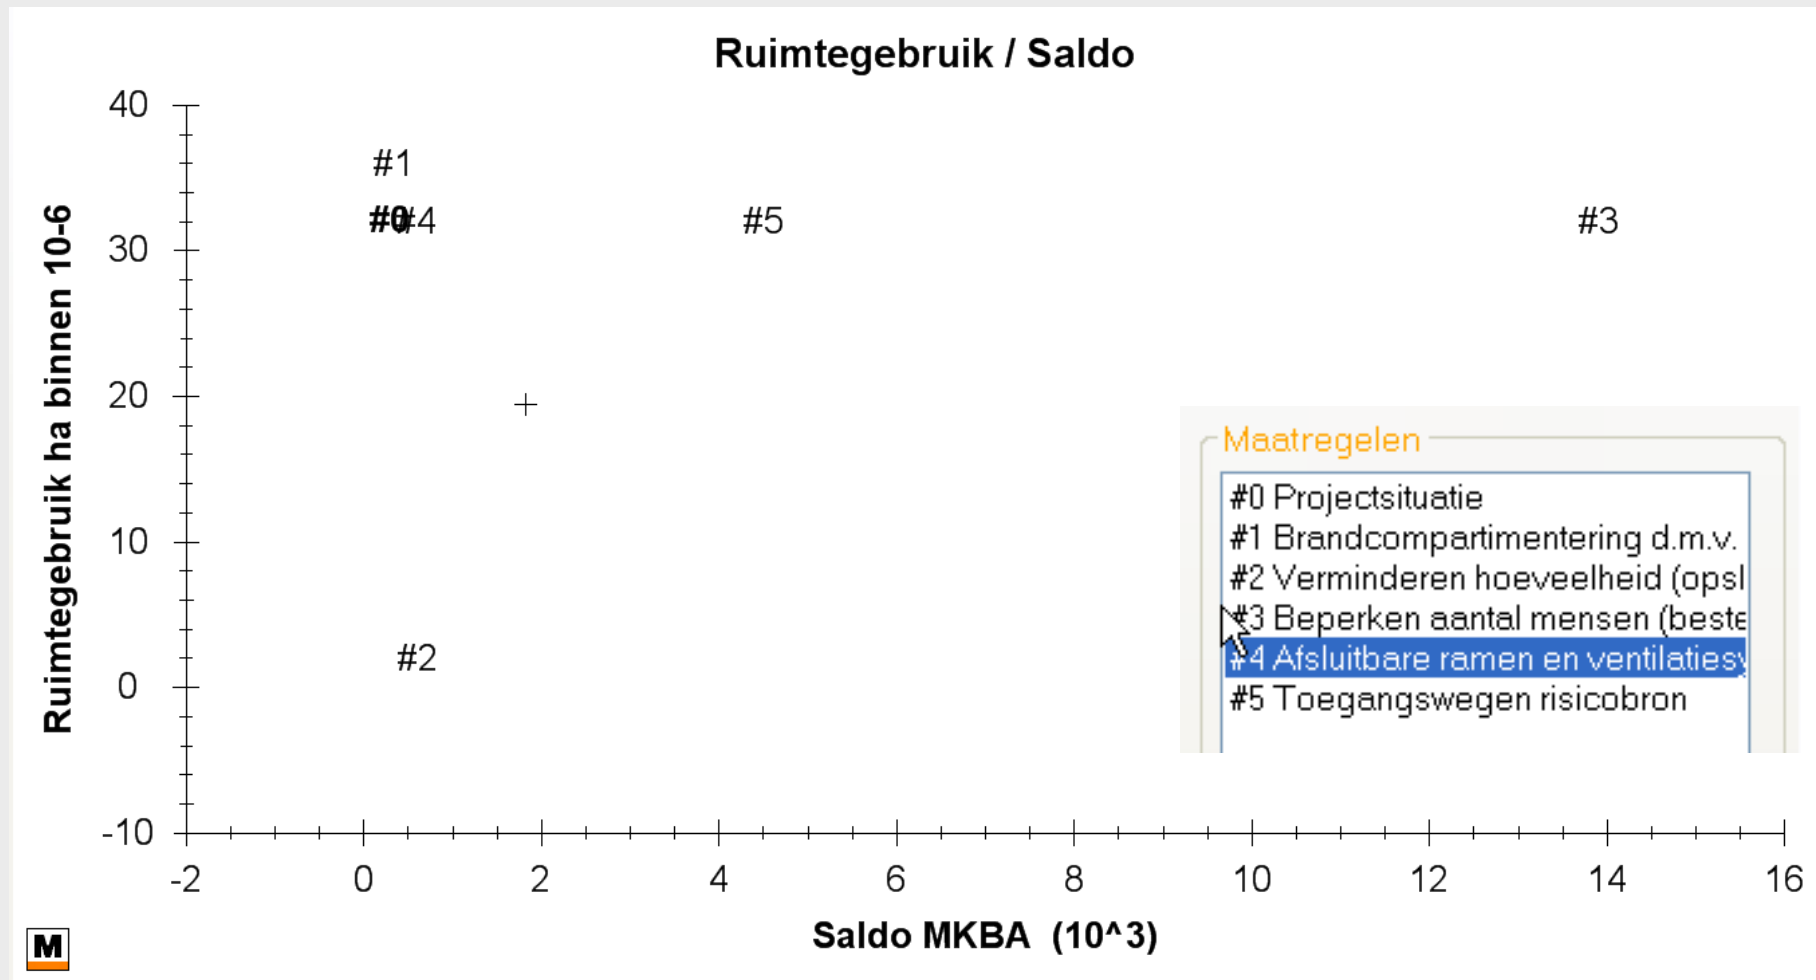 Ruimtegebruik / Saldo
40
#1
#0 #4 #5 #3
30
Ruimtegebruik ha binnen 10-6
20
10
#2
0
-10
-2 0 2 4 6 8 10 12 14 16
Saldo MKBA (10^3)
Maatregelen
#0 Projectsituatie
#1 Brandcompartimentering d.m.v.
#2 Verminderen hoeveelheid (opsl
#3 Beperken aantal mensen (beste
#4 Afsluitbare ramen en ventilatiesy
#5 Toegangswegen risicobron
M